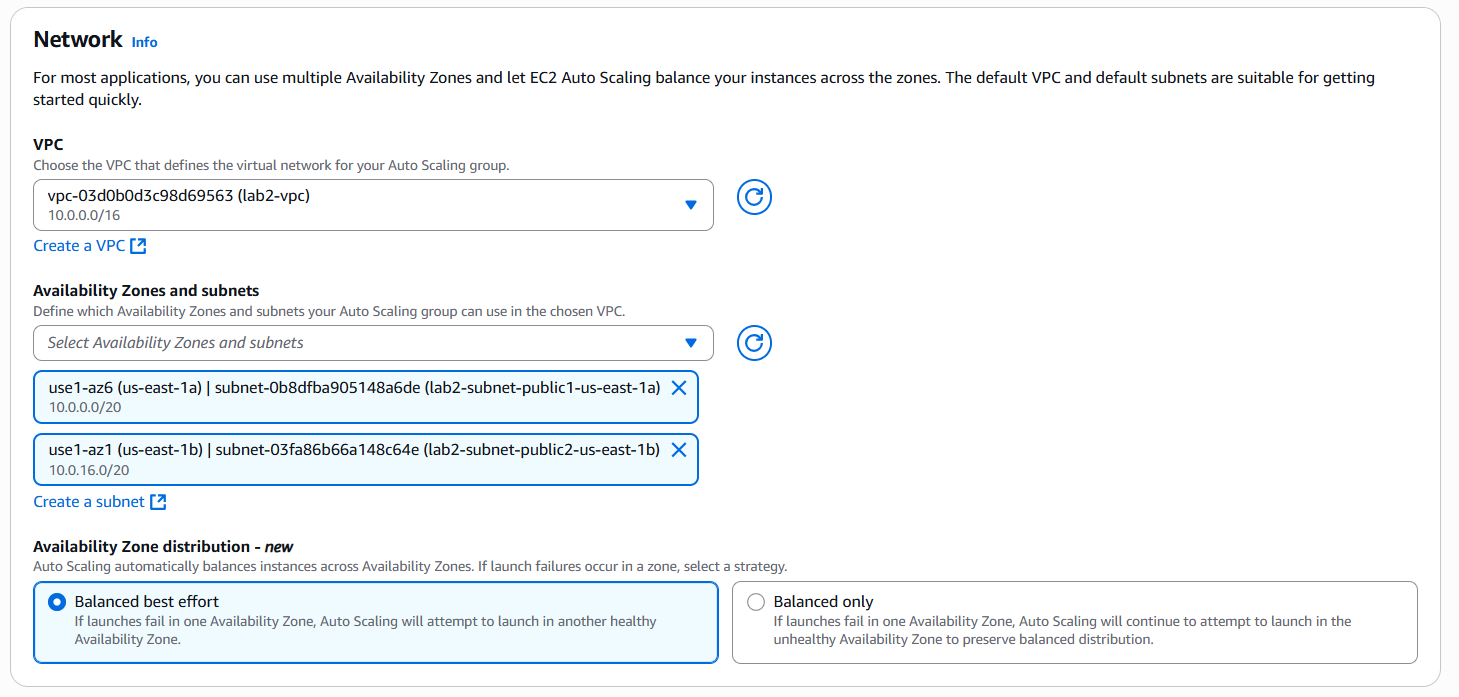 Network Info
For most applications, you can use multiple Availability Zones and let EC2 Auto Scaling balance your instances across the zones. The default VPC and default subnets are suitable for getting
started quickly.
VPC
Choose the VPC that defines the virtual network for your Auto Scaling group.
vpc-03d0b0d3c98d69563 (lab2-vpc)
10.0.0.0/16
Create a VPC
Availability Zones and subnets
Define which Availability Zones and subnets your Auto Scaling group can use in the chosen VPC.
Select Availability Zones and subnets
use1-az6 (us-east-1a) | subnet-0b8dfba905148a6de (lab2-subnet-public1-us-east-1a)
10.0.0.0/20
use1-az1 (us-east-1b) | subnet-03fa86b66a148c64e (lab2-subnet-public2-us-east-1b)
10.0.16.0/20
Create a subnet
Availability Zone distribution - new
Auto Scaling automatically balances instances across Availability Zones. If launch failures occur in a zone, select a strategy.
Balanced best effort
If launches fail in one Availability Zone, Auto Scaling will attempt to launch in another healthy
Availability Zone.
Balanced only
If launches fail in one Availability Zone, Auto Scaling will continue to attempt to launch in the
unhealthy Availability Zone to preserve balanced distribution.